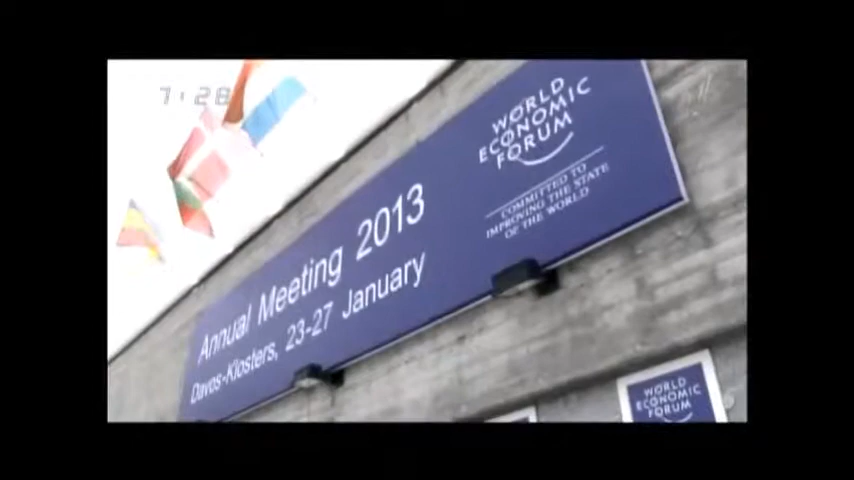 7:28
WORLD
ECONOMIC
FORUM
COMMITTED TO
IMPROVING THE STATE
OF THE WORLD
Annual Meeting 2013
Davos-Klosters, 23-27 January
WORLD
ECONOMIC
FORUM